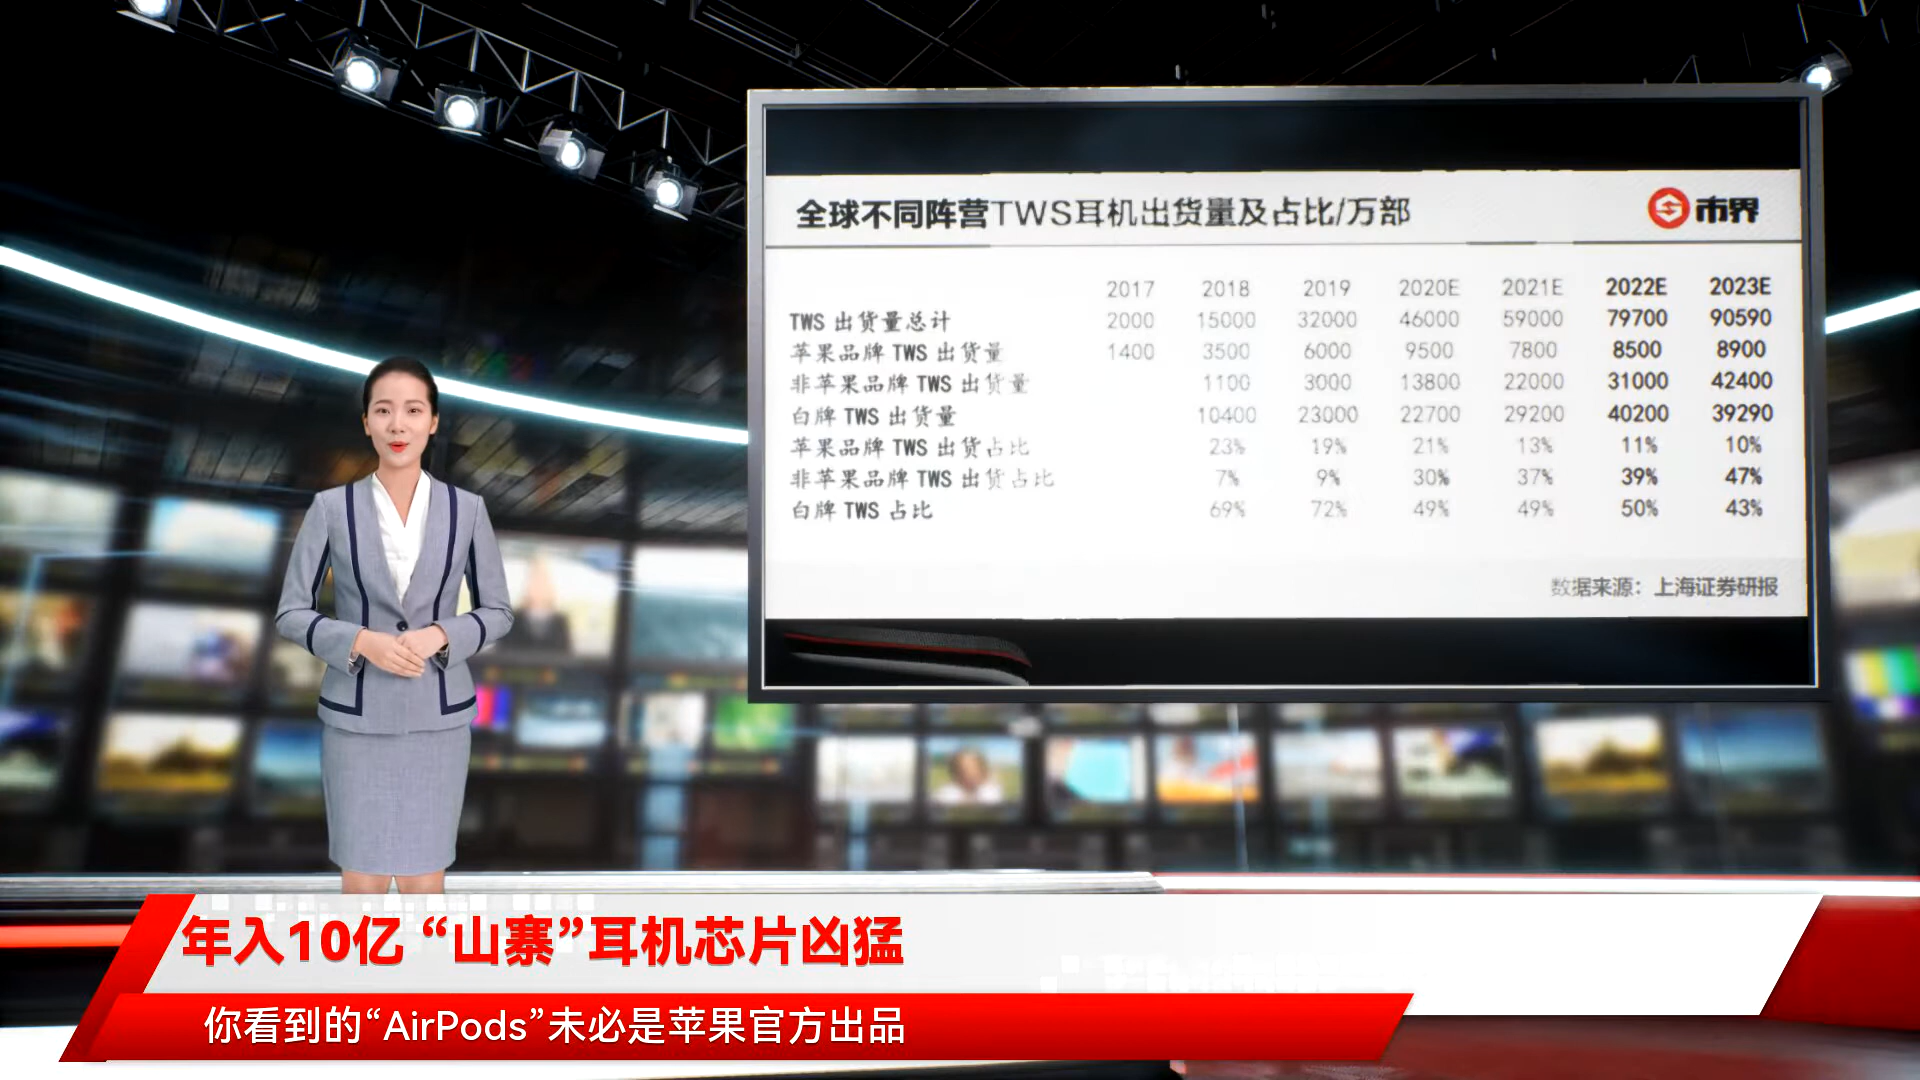 全球不同阵营TWS耳机出货量及占比/万部
市界
2017 2018 2019 2020E 2021E 2022E 2023E
TWS 出货量总计 2000 15000 32000 46000 59000 79700 90590
苹果品牌 TWS 出货量 1400 3500 6000 9500 7800 8500 8900
非苹果品牌 TWS 出货量 1100 3000 13800 22000 31000 42400
白牌 TWS 出货量 10400 23000 22700 29200 40200 39290
苹果品牌 TWS 出货占比 23% 19% 21% 13% 11% 10%
非苹果品牌 TWS 出货占比 7% 9% 30% 37% 39% 47%
白牌 TWS 占比 69% 72% 49% 49% 50% 43%
数据来源：上海证券研报
年入10亿 “山寨”耳机芯片凶猛
你看到的“AirPods”未必是苹果官方出品